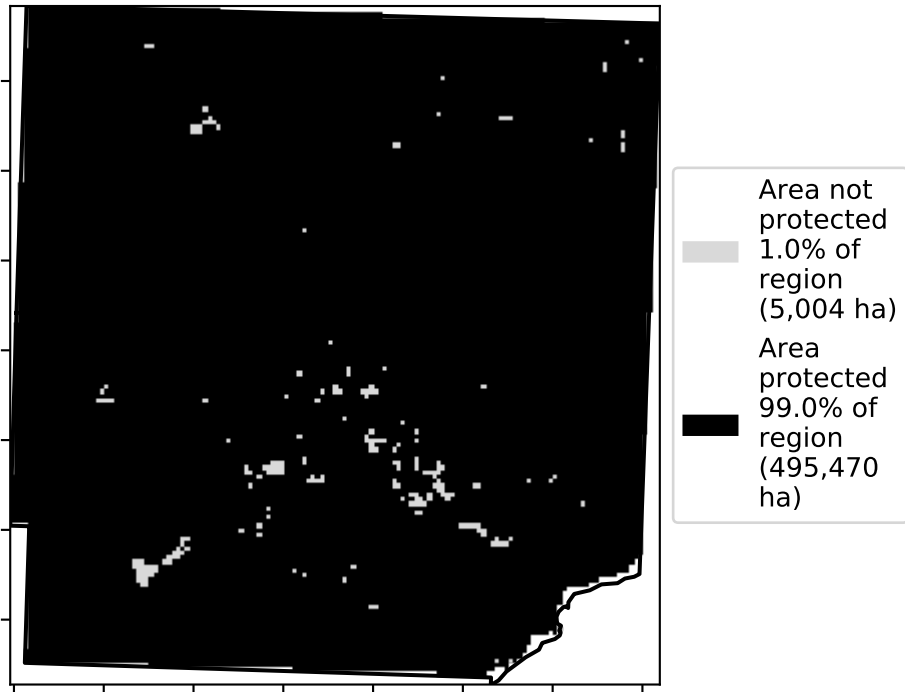 Area not
protected
1.0% of
region
(5,004 ha)
Area
protected
99.0% of
region
(495,470
ha)